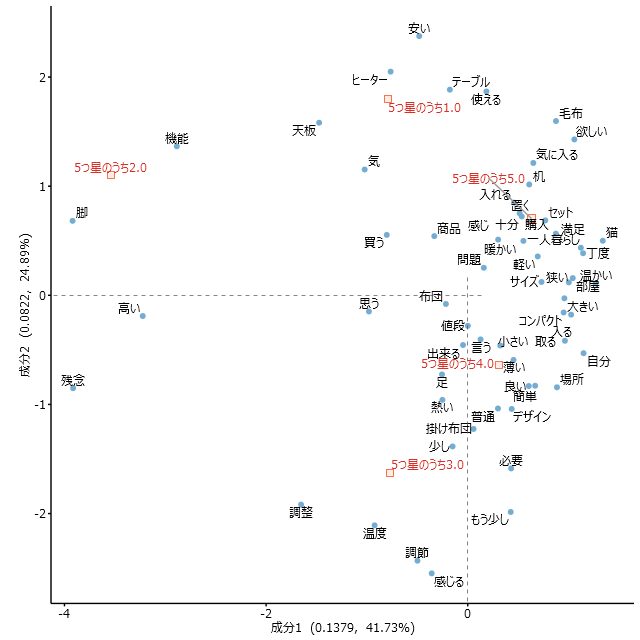 安い
ヒーター
テーブル
使える
5つ星のうち1.0
毛布
天板
欲しい
機能
気に入る
気
5つ星のうち2.0
机
5つ星のうち5.0
入れる
置く
脚
セット
商品
感じ
十分
購入
満足
猫
買う
一人暮らし
暖かい
丁度
問題
軽い
サイズ
狭い
温かい
部屋
布団
思う
高い
大きい
コンパクト
値段
入る
出来る
言う
小さい
取る
自分
5つ星のうち4.0
薄い
残念
足
良い
場所
簡単
熱い
普通
デザイン
掛け布団
少し
必要
5つ星のうち3.0
調整
もう少し
温度
調節
感じる
2
1
0
-1
-2
-4
-2
0
成分1 (0.1379, 41.73%)
成分2 (0.0822, 24.89%)